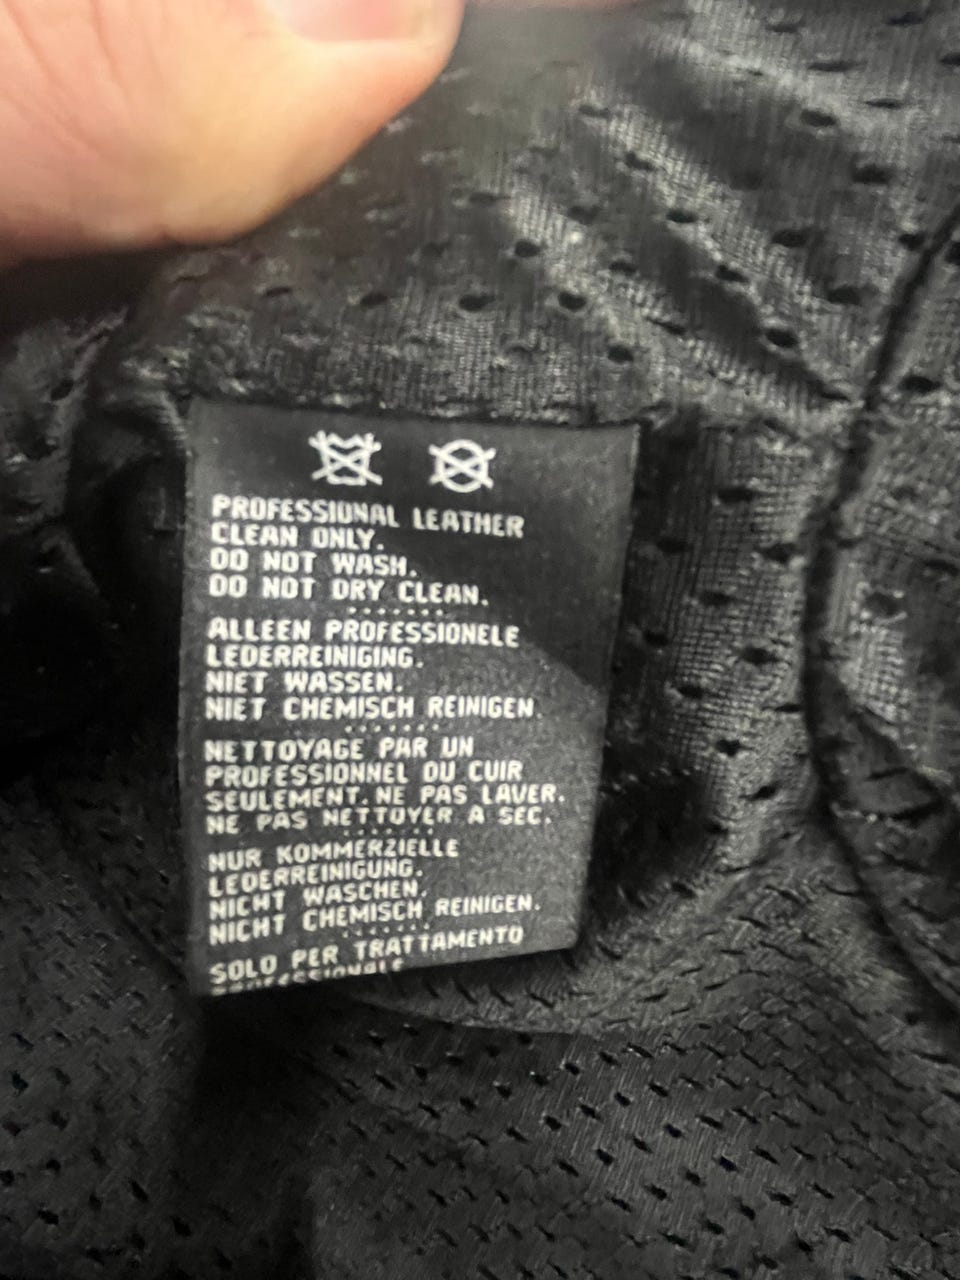 PROFESSIONAL LEATHER
CLEAN ONLY.
DO NOT WASH.
DO NOT DRY CLEAN.
ALLEEN PROFESSIONELE
LEDERREINIGING.
NIET WASSEN.
NIET CHEMISCH REINIGEN.
NETTOYAGE PAR UN
PROFESSIONNEL DU CUIR
SEULEMENT. NE PAS LAVER.
NE PAS NETTOYER A SEC.
NUR KOMMERZIELLE
LEDERREINIGUNG.
NICHT WASCHEN.
NICHT CHEMISCH REINIGEN.
SOLO PER TRATTAMENTO
PROFESSIONALE